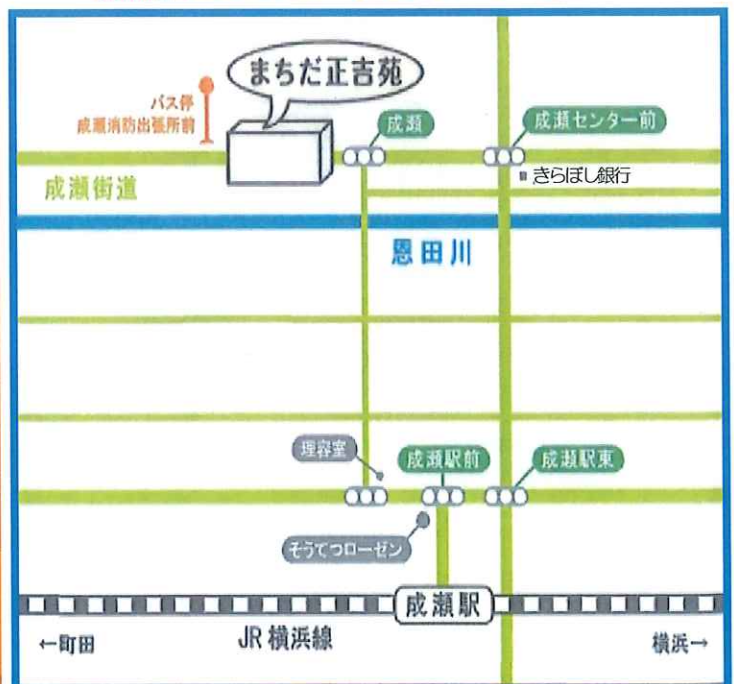 まちだ正吉苑
バス停
成瀬消防出張所前
成瀬
成瀬センター前
きらぼし銀行
成瀬街道
恩田川
理容室
成瀬駅前
成瀬駅東
そうてつローゼン
成瀬駅
←町田
JR 横浜線
横浜→